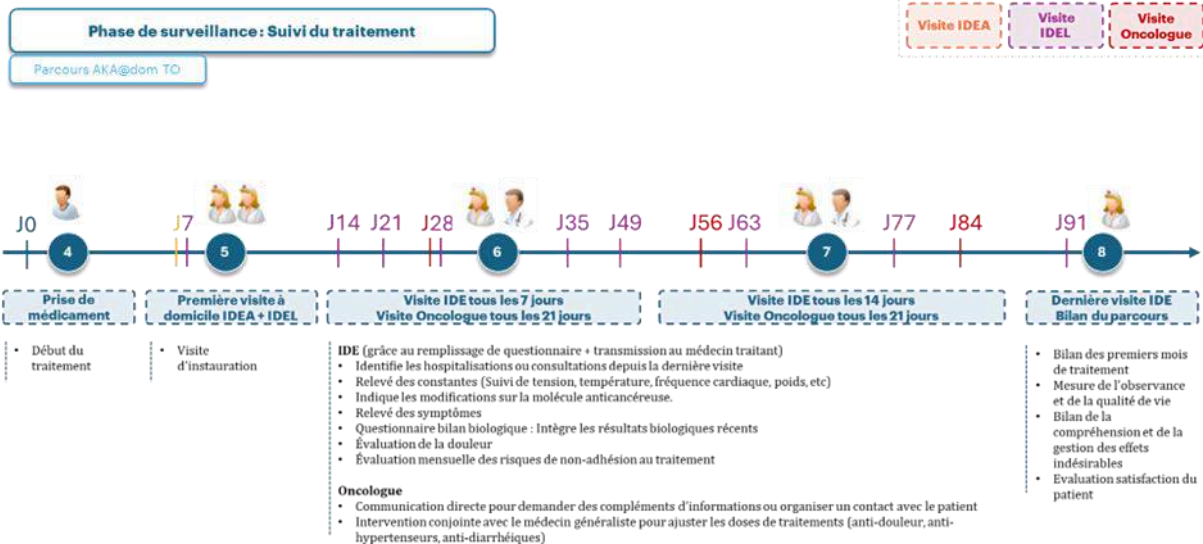 Phase de surveillance : Suivi du traitement
Parcours AKA@dom TO
Visite IDEA
Visite
IDEL
Visite
Oncologue
J0
J7
J14
J21
J28
J35
J49
J56
J63
J77
J84
J91
4
5
6
7
8
Prise de
médicament
Première visite à
domicile IDEA + IDEL
Visite IDE tous les 7 jours
Visite Oncologue tous les 21 jours
Visite IDE tous les 14 jours
Visite Oncologue tous les 21 jours
Dernière visite IDE
Bilan du parcours
• Début du
traitement
• Visite
d'instauration
IDE (grâce au remplissage de questionnaire + transmission au médecin traitant)
• Identifie les hospitalisations ou consultations depuis la dernière visite
• Relevé des constantes (Suivi de tension, température, fréquence cardiaque, poids, etc)
• Indique les modifications sur la molécule anticancéreuse.
• Relevé des symptômes
• Questionnaire bilan biologique : Intègre les résultats biologiques récents
• Évaluation de la douleur
• Évaluation mensuelle des risques de non-adhésion au traitement
Oncologue
• Communication directe pour demander des compléments d'informations ou organiser un contact avec le patient
• Intervention conjointe avec le médecin généraliste pour ajuster les doses de traitements (anti-douleur, anti-
hypertenseurs, anti-diarrhéiques)
• Bilan des premiers mois
de traitement
• Mesure de l'observance
et de la qualité de vie
• Bilan de la
compréhension et de la
gestion des effets
indésirables
• Evaluation satisfaction du
patient